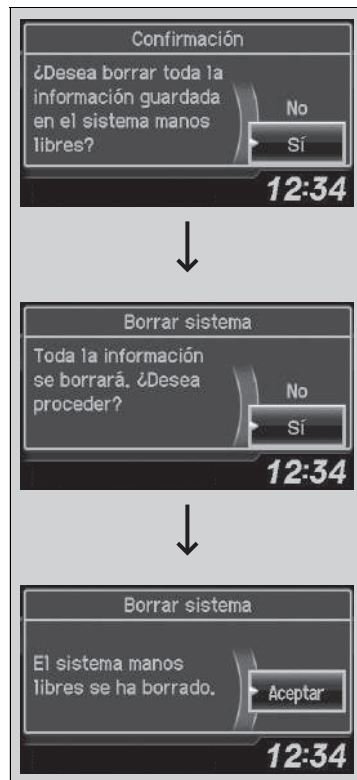 Confirmación
¿Desea borrar toda la
información guardada
en el sistema manos
libres?
No
Sí
12:34
Borrar sistema
Toda la información
se borrará. ¿Desea
proceder?
No
Sí
12:34
Borrar sistema
El sistema manos
libres se ha borrado.
Aceptar
12:34